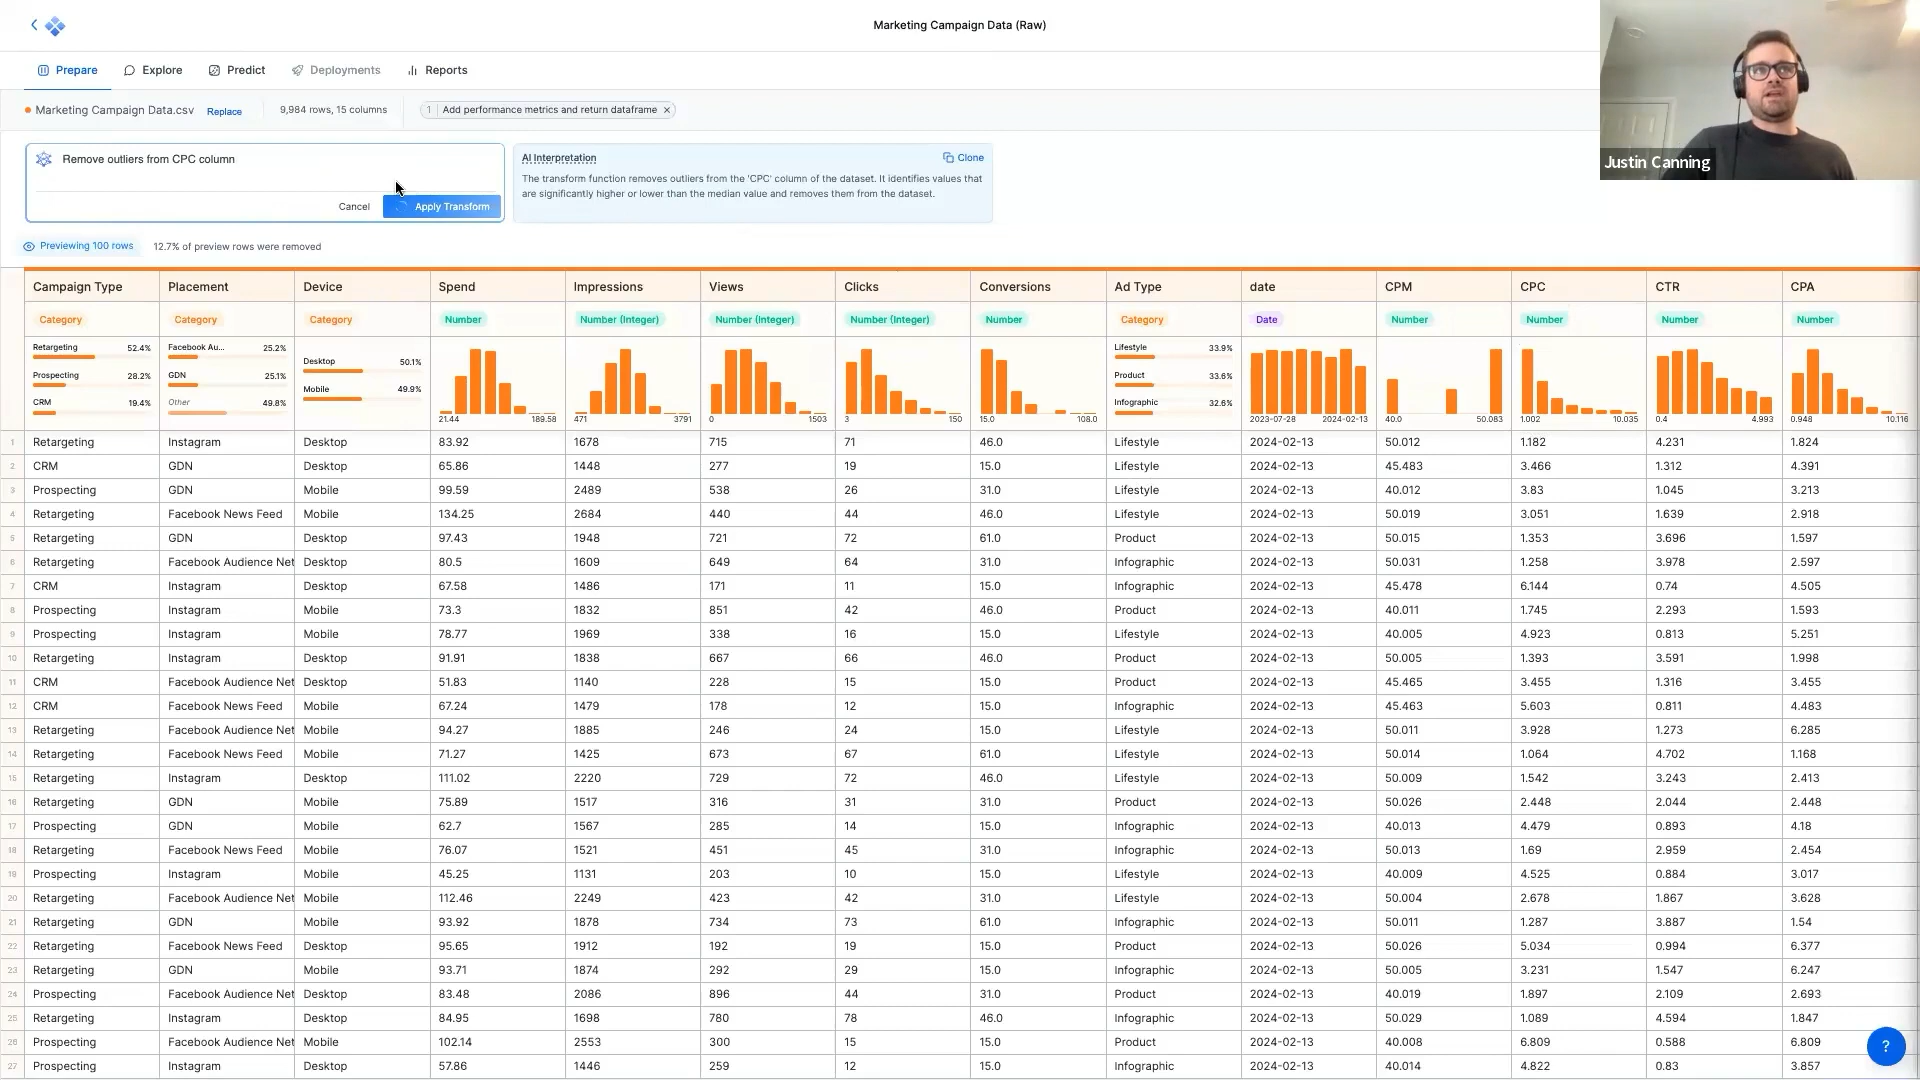 Marketing Campaign Data (Raw)
Prepare Explore Predict Deployments Reports
Marketing Campaign Data.csv Replace 9,984 rows, 15 columns 1 Add performance metrics and return dataframe ×
Justin Canning
Remove outliers from CPC column
Cancel Apply Transform
AI Interpretation Clone
The transform function removes outliers from the 'CPC' column of the dataset. It identifies values that
are significantly higher or lower than the median value and removes them from the dataset.
Previewing 100 rows 12.7% of preview rows were removed
Campaign Type Placement Device Spend Impressions Views Clicks Conversions Ad Type date CPM CPC CTR CPA
Category Category Category Number Number (Integer) Number (Integer) Number (Integer) Number Category Date Number Number Number Number
Retargeting 52.4% Facebook Au... 25.2% Lifestyle 33.9%
Desktop 50.1%
Prospecting 28.2% GDN 25.1% Product 33.6%
Mobile 49.9%
CRM 19.4% Other 49.8% Infographic 32.6%
21.44 189.58 471 3791 0 1503 3 150 15.0 108.0 2023-07-28 2024-02-13 40.0 50.083 1.002 10.035 0.4 4.993 0.948 10.116
1 Retargeting Instagram Desktop 83.92 1678 715 71 46.0 Lifestyle 2024-02-13 50.012 1.182 4.231 1.824
2 CRM GDN Desktop 65.86 1448 277 19 15.0 Lifestyle 2024-02-13 45.483 3.466 1.312 4.391
3 Prospecting GDN Mobile 99.59 2489 538 26 31.0 Lifestyle 2024-02-13 40.012 3.83 1.045 3.213
4 Retargeting Facebook News Feed Mobile 134.25 2684 440 44 46.0 Lifestyle 2024-02-13 50.019 3.051 1.639 2.918
5 Retargeting GDN Desktop 97.43 1948 721 72 61.0 Product 2024-02-13 50.015 1.353 3.696 1.597
6 Retargeting Facebook Audience Net Desktop 80.5 1609 649 64 31.0 Infographic 2024-02-13 50.031 1.258 3.978 2.597
7 CRM Instagram Desktop 67.58 1486 171 11 15.0 Infographic 2024-02-13 45.478 6.144 0.74 4.505
8 Prospecting Instagram Mobile 73.3 1832 851 42 46.0 Product 2024-02-13 40.011 1.745 2.293 1.593
9 Prospecting Instagram Mobile 78.77 1969 338 16 15.0 Lifestyle 2024-02-13 40.005 4.923 0.813 5.251
10 Retargeting Instagram Desktop 91.91 1838 667 66 46.0 Product 2024-02-13 50.005 1.393 3.591 1.998
11 CRM Facebook Audience Net Desktop 51.83 1140 228 15 15.0 Product 2024-02-13 45.465 3.455 1.316 3.455
12 CRM Facebook News Feed Mobile 67.24 1479 178 12 15.0 Infographic 2024-02-13 45.463 5.603 0.811 4.483
13 Retargeting Facebook Audience Net Mobile 94.27 1885 246 24 15.0 Lifestyle 2024-02-13 50.011 3.928 1.273 6.285
14 Retargeting Facebook News Feed Mobile 71.27 1425 673 67 61.0 Lifestyle 2024-02-13 50.014 1.064 4.702 1.168
15 Retargeting Instagram Desktop 111.02 2220 729 72 46.0 Lifestyle 2024-02-13 50.009 1.542 3.243 2.413
16 Retargeting GDN Mobile 75.89 1517 316 31 31.0 Product 2024-02-13 50.026 2.448 2.044 2.448
17 Prospecting GDN Mobile 62.7 1567 285 14 15.0 Infographic 2024-02-13 40.013 4.479 0.893 4.18
18 Retargeting Facebook News Feed Mobile 76.07 1521 451 45 31.0 Infographic 2024-02-13 50.013 1.69 2.959 2.454
19 Prospecting Instagram Mobile 45.25 1131 203 10 15.0 Lifestyle 2024-02-13 40.009 4.525 0.884 3.017
20 Retargeting Facebook Audience Net Mobile 112.46 2249 423 42 31.0 Lifestyle 2024-02-13 50.004 2.678 1.867 3.628
21 Retargeting GDN Mobile 93.92 1878 734 73 61.0 Infographic 2024-02-13 50.011 1.287 3.887 1.54
22 Retargeting Facebook News Feed Desktop 95.65 1912 192 19 15.0 Product 2024-02-13 50.026 5.034 0.994 6.377
23 Retargeting GDN Mobile 93.71 1874 292 29 15.0 Infographic 2024-02-13 50.005 3.231 1.547 6.247
24 Prospecting Facebook Audience Net Desktop 83.48 2086 896 44 31.0 Product 2024-02-13 40.019 1.897 2.109 2.693
25 Retargeting Instagram Desktop 84.95 1698 780 78 46.0 Infographic 2024-02-13 50.029 1.089 4.594 1.847
26 Prospecting Facebook Audience Net Mobile 102.14 2553 300 15 15.0 Product 2024-02-13 40.008 6.809 0.588 6.809
27 Prospecting Instagram Desktop 57.86 1446 259 12 15.0 Infographic 2024-02-13 40.014 4.822 0.83 3.857
?